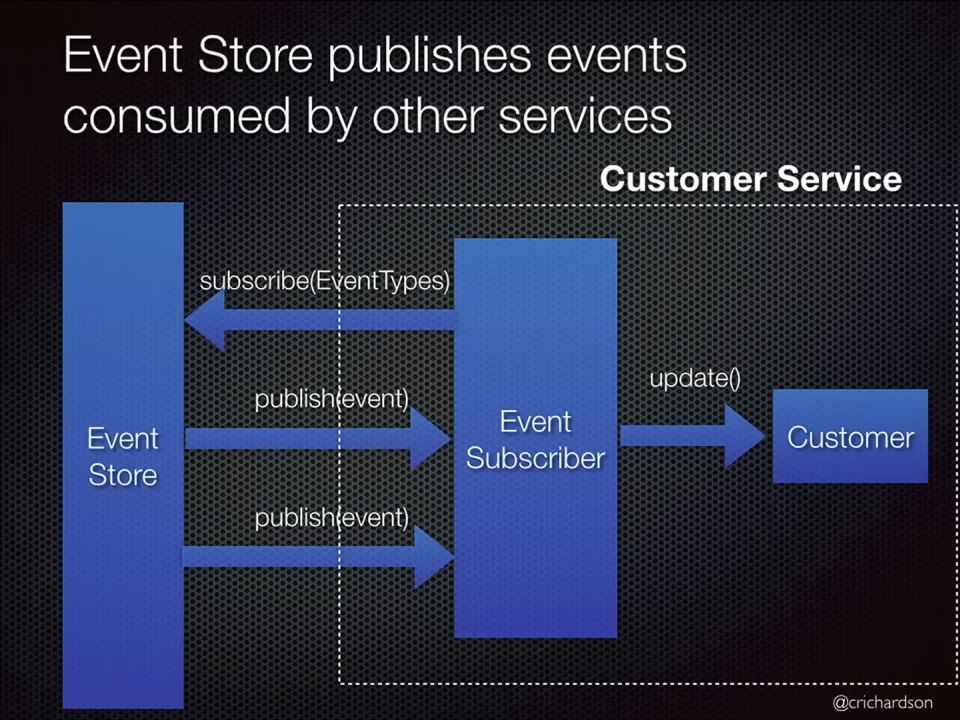 Event Store publishes events
consumed by other services
Customer Service
subscribe(EventTypes)
publish(event)
update()
Event
Store
Event
Subscriber
Customer
publish(event)
@crichardson